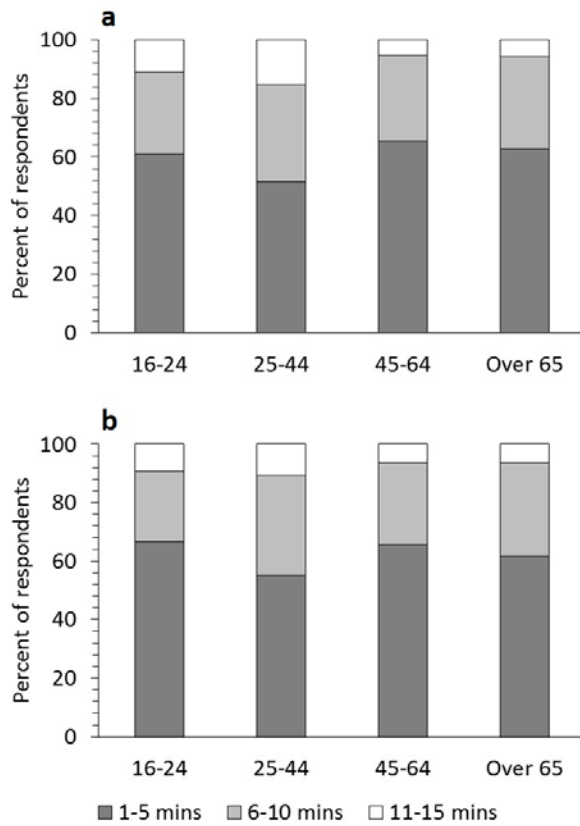 a
Percent of respondents
100
80
60
40
20
0
16-24 25-44 45-64 Over 65
b
Percent of respondents
100
80
60
40
20
0
16-24 25-44 45-64 Over 65
1-5 mins 6-10 mins 11-15 mins